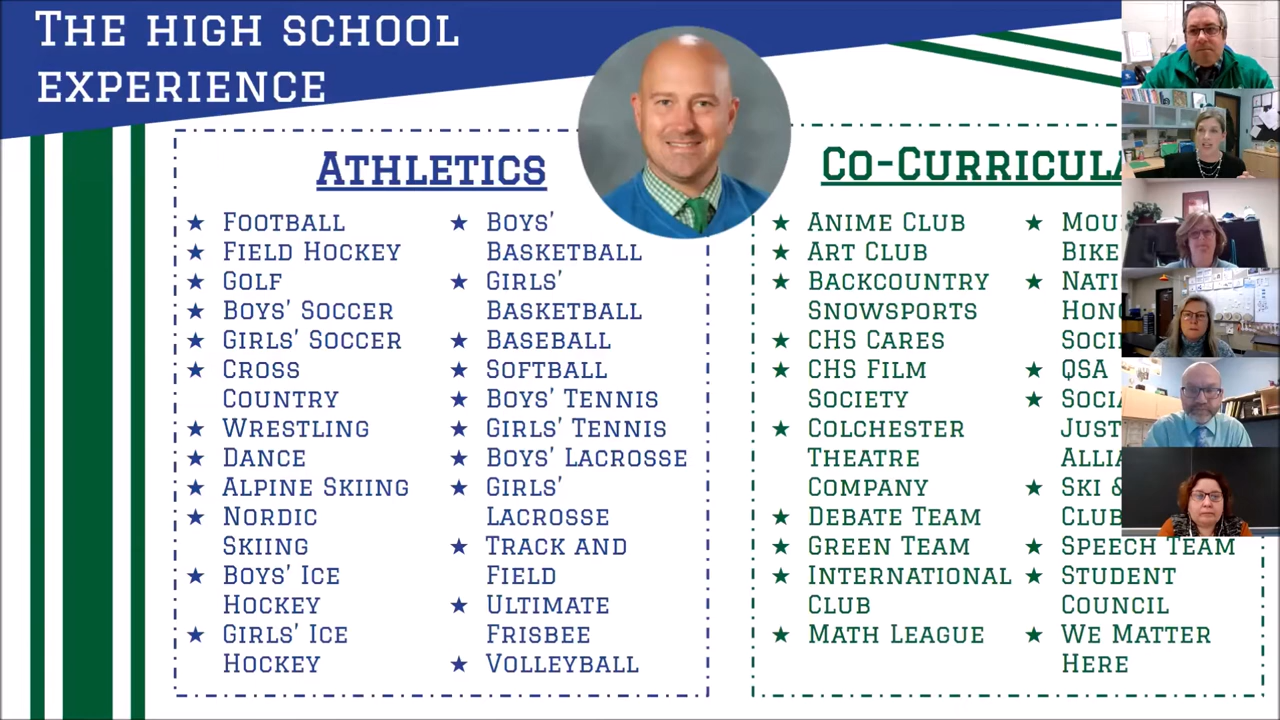 The high school
experience
Athletics
★ Football
★ Field Hockey
★ Golf
★ Boys' Soccer
★ Girls' Soccer
★ Cross
Country
★ Wrestling
★ Dance
★ Alpine Skiing
★ Nordic
Skiing
★ Boys' Ice
Hockey
★ Girls' Ice
Hockey
★ Boys'
Basketball
★ Girls'
Basketball
★ Baseball
★ Softball
★ Boys' Tennis
★ Girls' Tennis
★ Boys' Lacrosse
★ Girls'
Lacrosse
★ Track and
Field
★ Ultimate
Frisbee
★ Volleyball
★ Anime Club
★ Art Club
★ Backcountry
Snowsports
★ CHS Cares
★ CHS Film
Society
★ Colchester
Theatre
Company
★ Debate Team
★ Green Team
★ International
Club
★ Math League
Bike
★ QSA
★ Ski &
Club
★ Speech Team
★ Student
Council
★ We Matter
Here